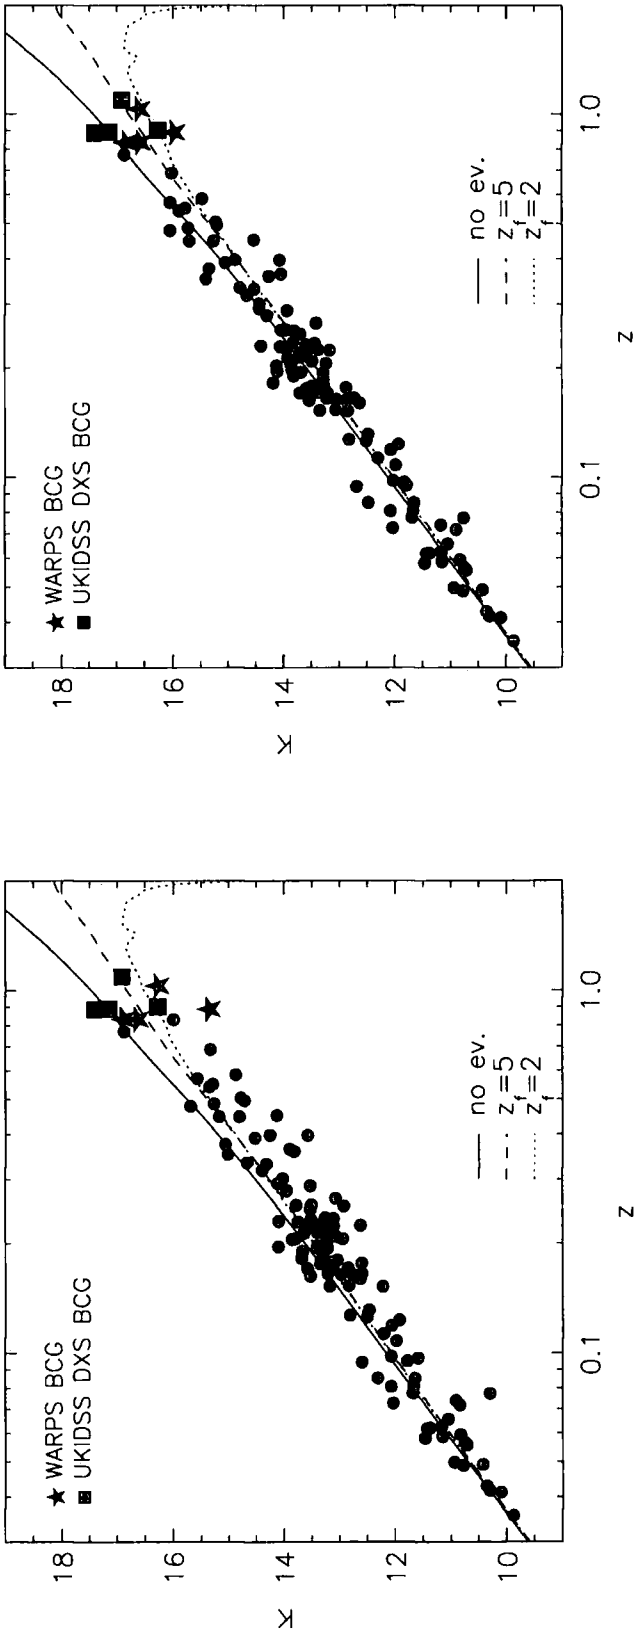 ★ WARPS BCG
■ UKIDSS DXS BCG
no ev.
z_f=5
z_f=2
18
16
14
12
10
K
0.1
1.0
z
★ WARPS BCG
■ UKIDSS DXS BCG
no ev.
z_f=5
z_f=2
18
16
14
12
10
K
0.1
1.0
z